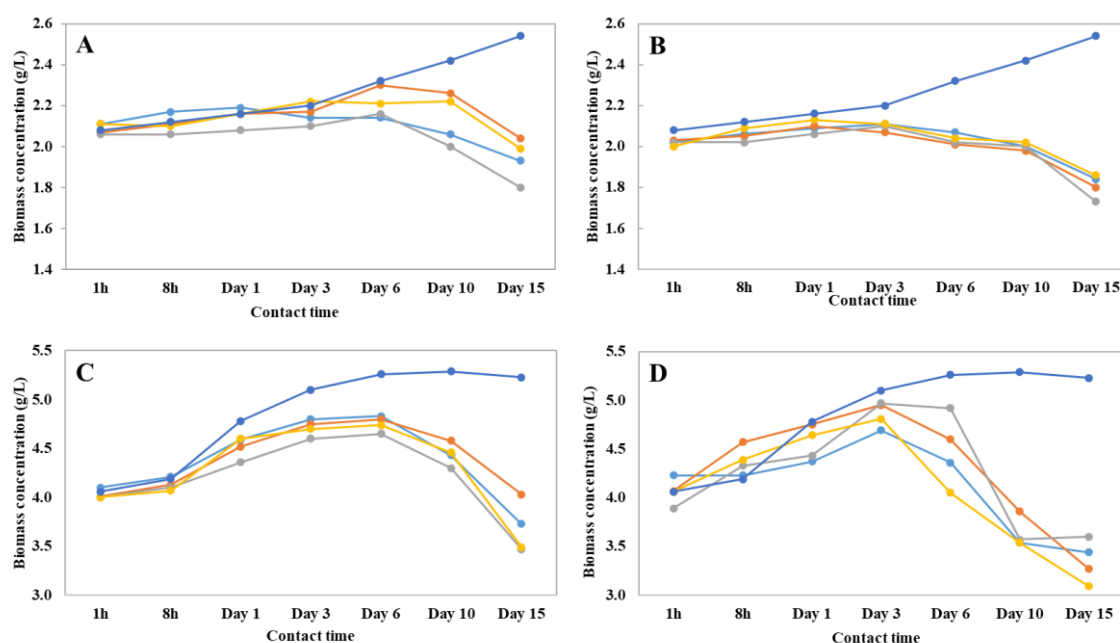 A
Biomass concentration (g/L)
2.6
2.4
2.2
2.0
1.8
1.6
1.4
1h 8h Day 1 Day 3 Day 6 Day 10 Day 15
Contact time
B
Biomass concentration (g/L)
2.6
2.4
2.2
2.0
1.8
1.6
1.4
1h 8h Day 1 Day 3 Day 6 Day 10 Day 15
Contact time
C
Biomass concentration (g/L)
5.5
5.0
4.5
4.0
3.5
3.0
1h 8h Day 1 Day 3 Day 6 Day 10 Day 15
Contact time
D
Biomass concentration (g/L)
5.5
5.0
4.5
4.0
3.5
3.0
1h 8h Day 1 Day 3 Day 6 Day 10 Day 15
Contact time